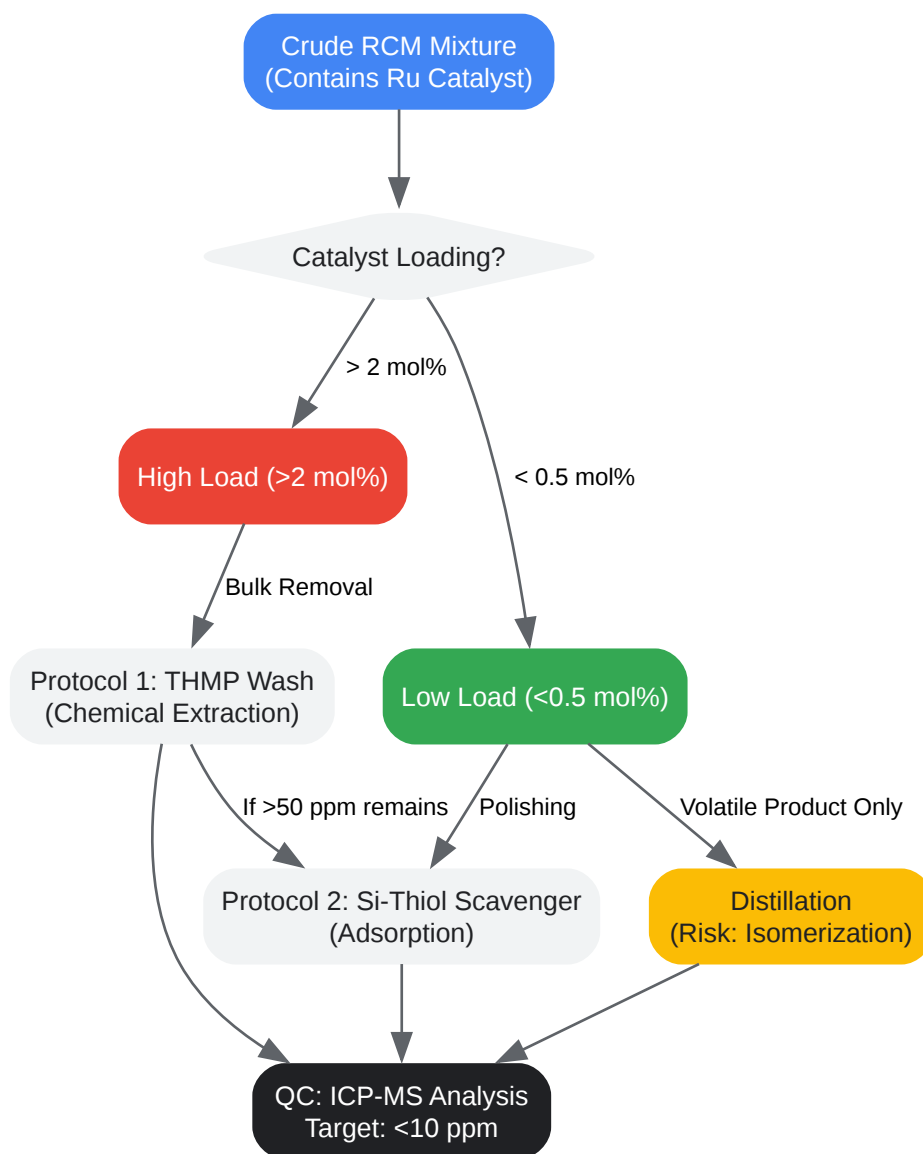 Crude RCM Mixture
(Contains Ru Catalyst)
Catalyst Loading?
> 2 mol%
High Load (>2 mol%)
< 0.5 mol%
Bulk Removal
Protocol 1: THMP Wash
(Chemical Extraction)
Low Load (<0.5 mol%)
If >50 ppm remains
Polishing
Volatile Product Only
Protocol 2: Si-Thiol Scavenger
(Adsorption)
Distillation
(Risk: Isomerization)
QC: ICP-MS Analysis
Target: <10 ppm